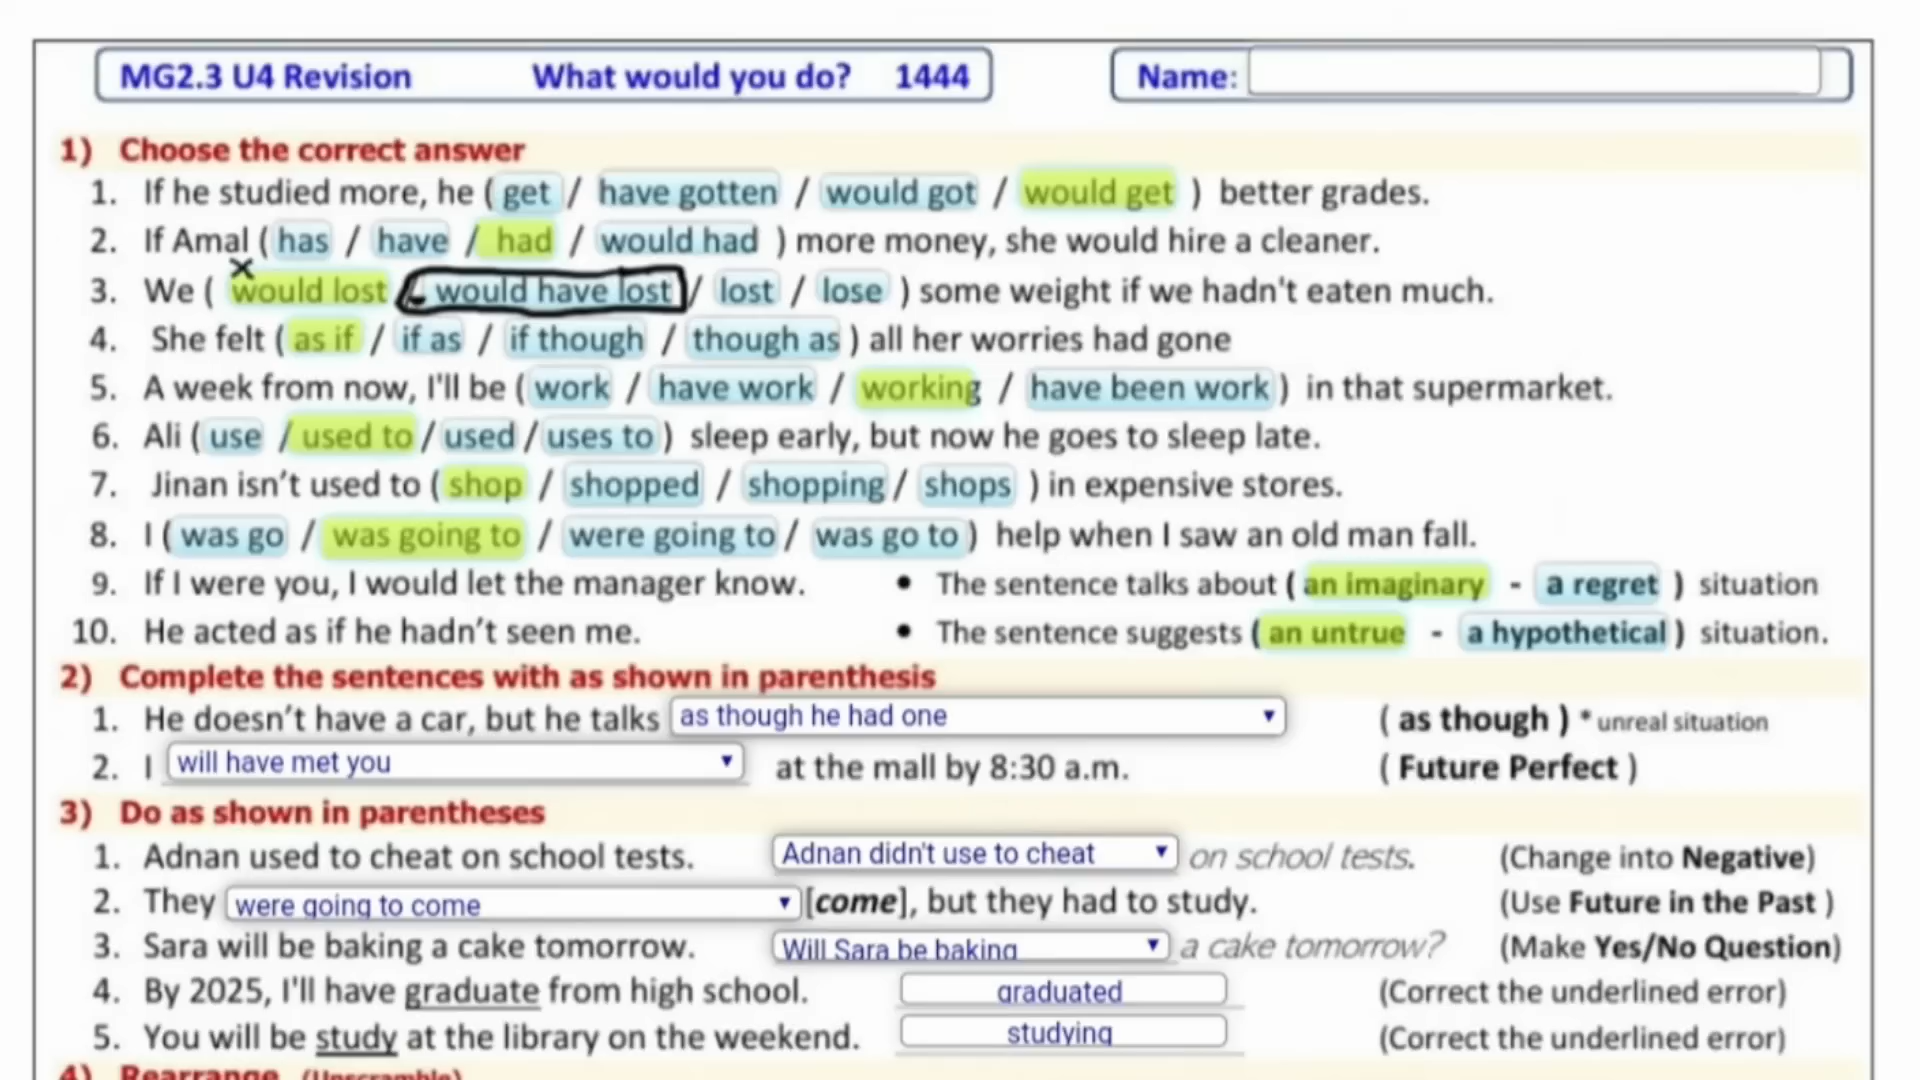 MG2.3 U4 Revision What would you do? 1444 Name:
1) Choose the correct answer
1. If he studied more, he ( get / have gotten / would got / would get ) better grades.
2. If Amal ( has / have / had / would had ) more money, she would hire a cleaner.
3. We ( would lost / would have lost / lost / lose ) some weight if we hadn't eaten much.
4. She felt ( as if / if as / if though / though as ) all her worries had gone
5. A week from now, I'll be ( work / have work / working / have been work ) in that supermarket.
6. Ali ( use / used to / used / uses to ) sleep early, but now he goes to sleep late.
7. Jinan isn’t used to ( shop / shopped / shopping / shops ) in expensive stores.
8. I ( was go / was going to / were going to / was go to ) help when I saw an old man fall.
9. If I were you, I would let the manager know. • The sentence talks about ( an imaginary - a regret ) situation
10. He acted as if he hadn’t seen me. • The sentence suggests ( an untrue - a hypothetical ) situation.
2) Complete the sentences with as shown in parenthesis
1. He doesn’t have a car, but he talks as though he had one ( as though ) * unreal situation
2. I will have met you at the mall by 8:30 a.m. ( Future Perfect )
3) Do as shown in parentheses
1. Adnan used to cheat on school tests. Adnan didn't use to cheat on school tests. (Change into Negative)
2. They were going to come [come], but they had to study. (Use Future in the Past )
3. Sara will be baking a cake tomorrow. Will Sara be baking a cake tomorrow? (Make Yes/No Question)
4. By 2025, I'll have graduate from high school. graduated (Correct the underlined error)
5. You will be study at the library on the weekend. studying (Correct the underlined error)
4) Rearrange (Unscramble)